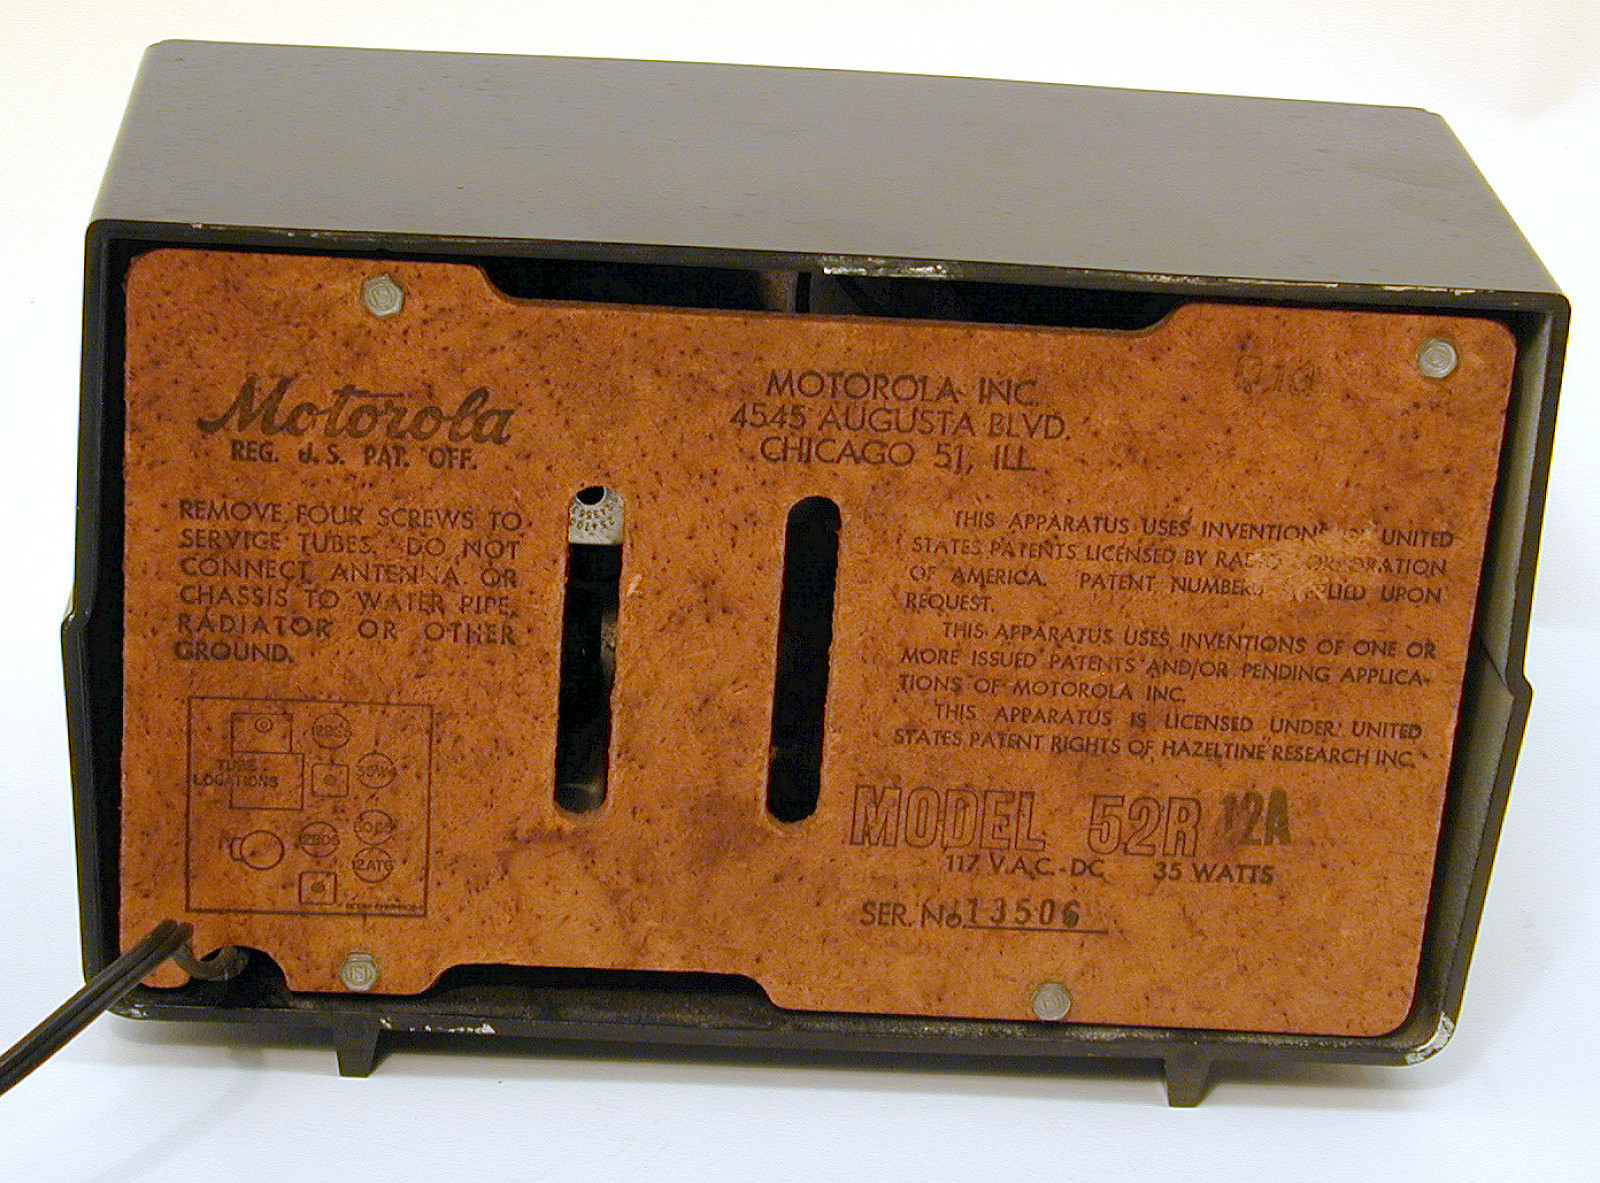 Motorola
REG. U.S. PAT. OFF.
MOTOROLA INC.
4545 AUGUSTA BLVD.
CHICAGO 51, ILL.
REMOVE FOUR SCREWS TO
SERVICE TUBES. DO NOT
CONNECT ANTENNA OR
CHASSIS TO WATER PIPE,
RADIATOR OR OTHER
GROUND.
TUBE
LOCATIONS
12AT6
THIS APPARATUS USES INVENTIONS OF UNITED
STATES PATENTS LICENSED BY RADIO CORPORATION
OF AMERICA. PATENT NUMBERS SUPPLIED UPON
REQUEST.
THIS APPARATUS USES INVENTIONS OF ONE OR
MORE ISSUED PATENTS AND/OR PENDING APPLICA-
TIONS OF MOTOROLA INC.
THIS APPARATUS IS LICENSED UNDER UNITED
STATES PATENT RIGHTS OF HAZELTINE RESEARCH INC.
MODEL 52R 12A
117 V.A.C.-DC 35 WATTS
SER. No. 13506